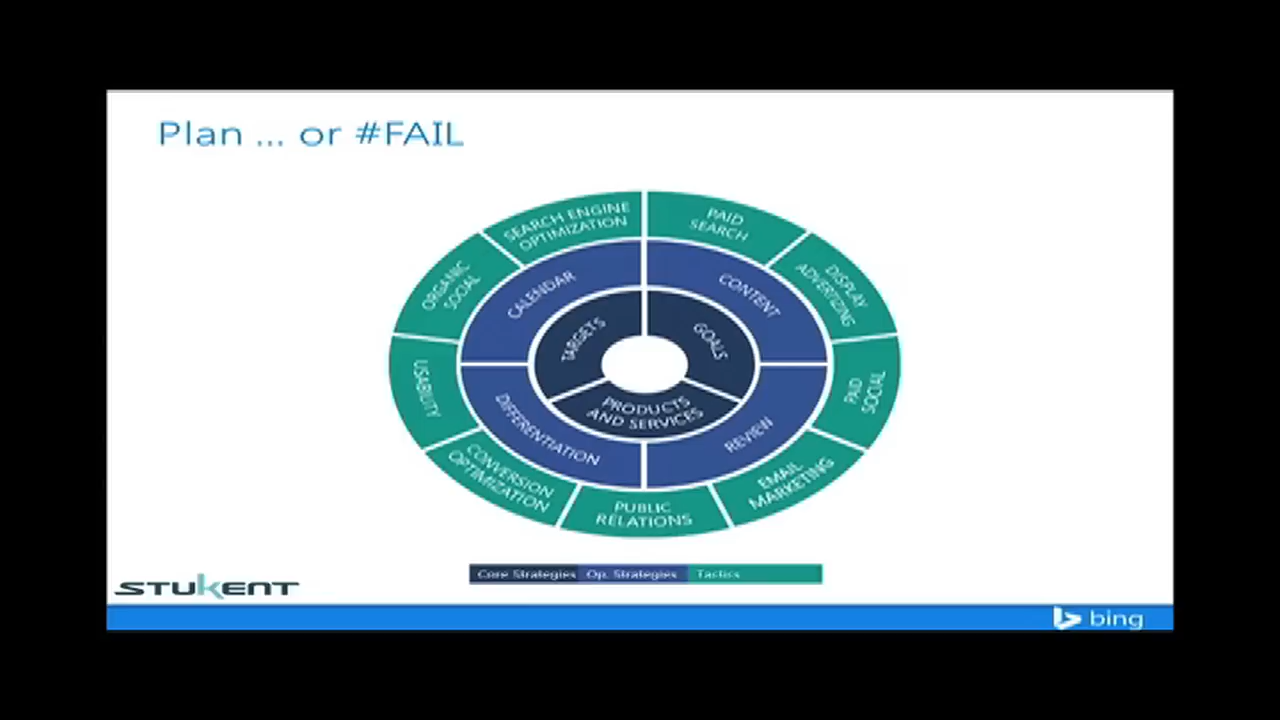 Plan ... or #FAIL
SEARCH ENGINE
OPTIMIZATION
PAID
SEARCH
DISPLAY
ADVERTIZING
PAID
SOCIAL
EMAIL
MARKETING
PUBLIC
RELATIONS
CONVERSION
OPTIMIZATION
USABILITY
ORGANIC
SOCIAL
CALENDAR
CONTENT
REVIEW
DIFFERENTIATION
TARGETS
GOALS
PRODUCTS
AND SERVICES
Core Strategies Op. Strategies Tactics
STUKENT
bing